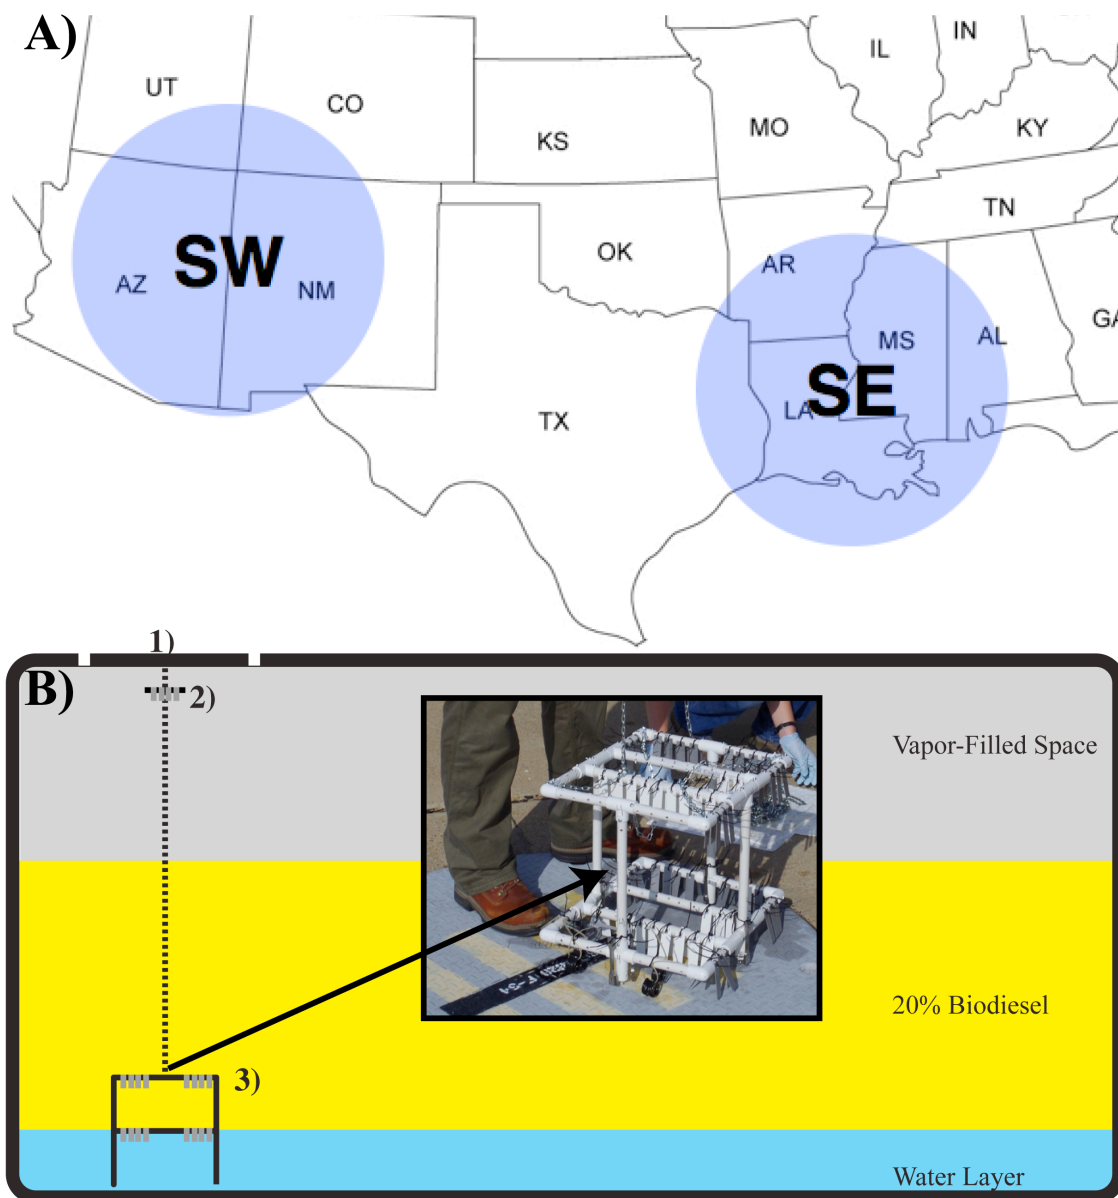 A)
IN
IL
UT
CO
MO
KY
KS
TN
SW
OK
AR
AZ
NM
GA
MS
AL
SE
LA
TX
1)
B)
2)
Vapor-Filled Space
20% Biodiesel
3)
Water Layer